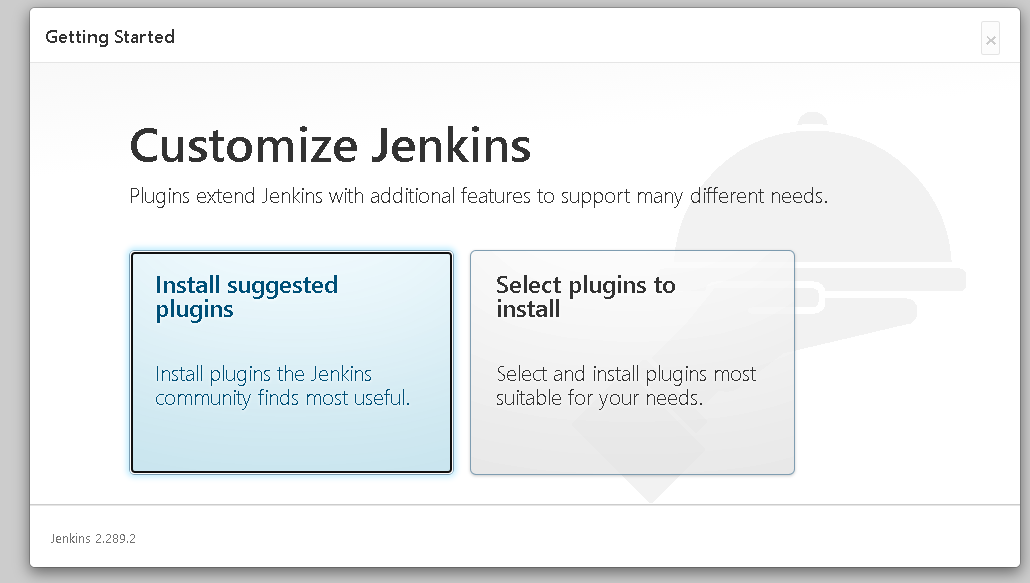 Getting Started
×
Customize Jenkins
Plugins extend Jenkins with additional features to support many different needs.
Install suggested
plugins
Install plugins the Jenkins
community finds most useful.
Select plugins to
install
Select and install plugins most
suitable for your needs.
Jenkins 2.289.2